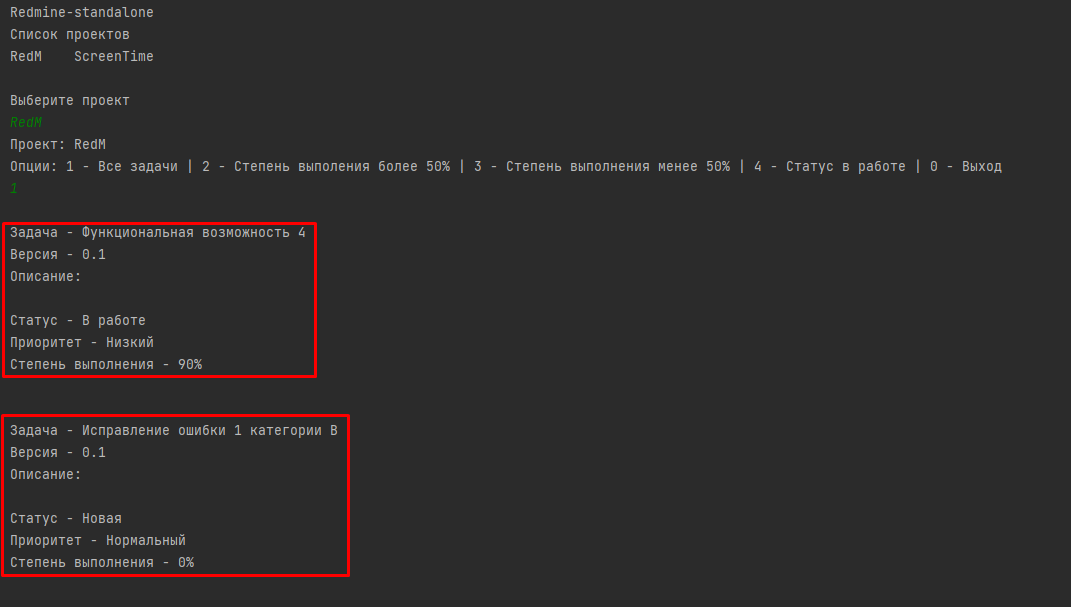 Redmine-standalone
Список проектов
RedM    ScreenTime
Выберите проект
RedM
Проект: RedM
Опции: 1 - Все задачи | 2 - Степень выполения более 50% | 3 - Степень выполнения менее 50% | 4 - Статус в работе | 0 - Выход
1
Задача - Функциональная возможность 4
Версия - 0.1
Описание:
Статус - В работе
Приоритет - Низкий
Степень выполнения - 90%
Задача - Исправление ошибки 1 категории B
Версия - 0.1
Описание:
Статус - Новая
Приоритет - Нормальный
Степень выполнения - 0%